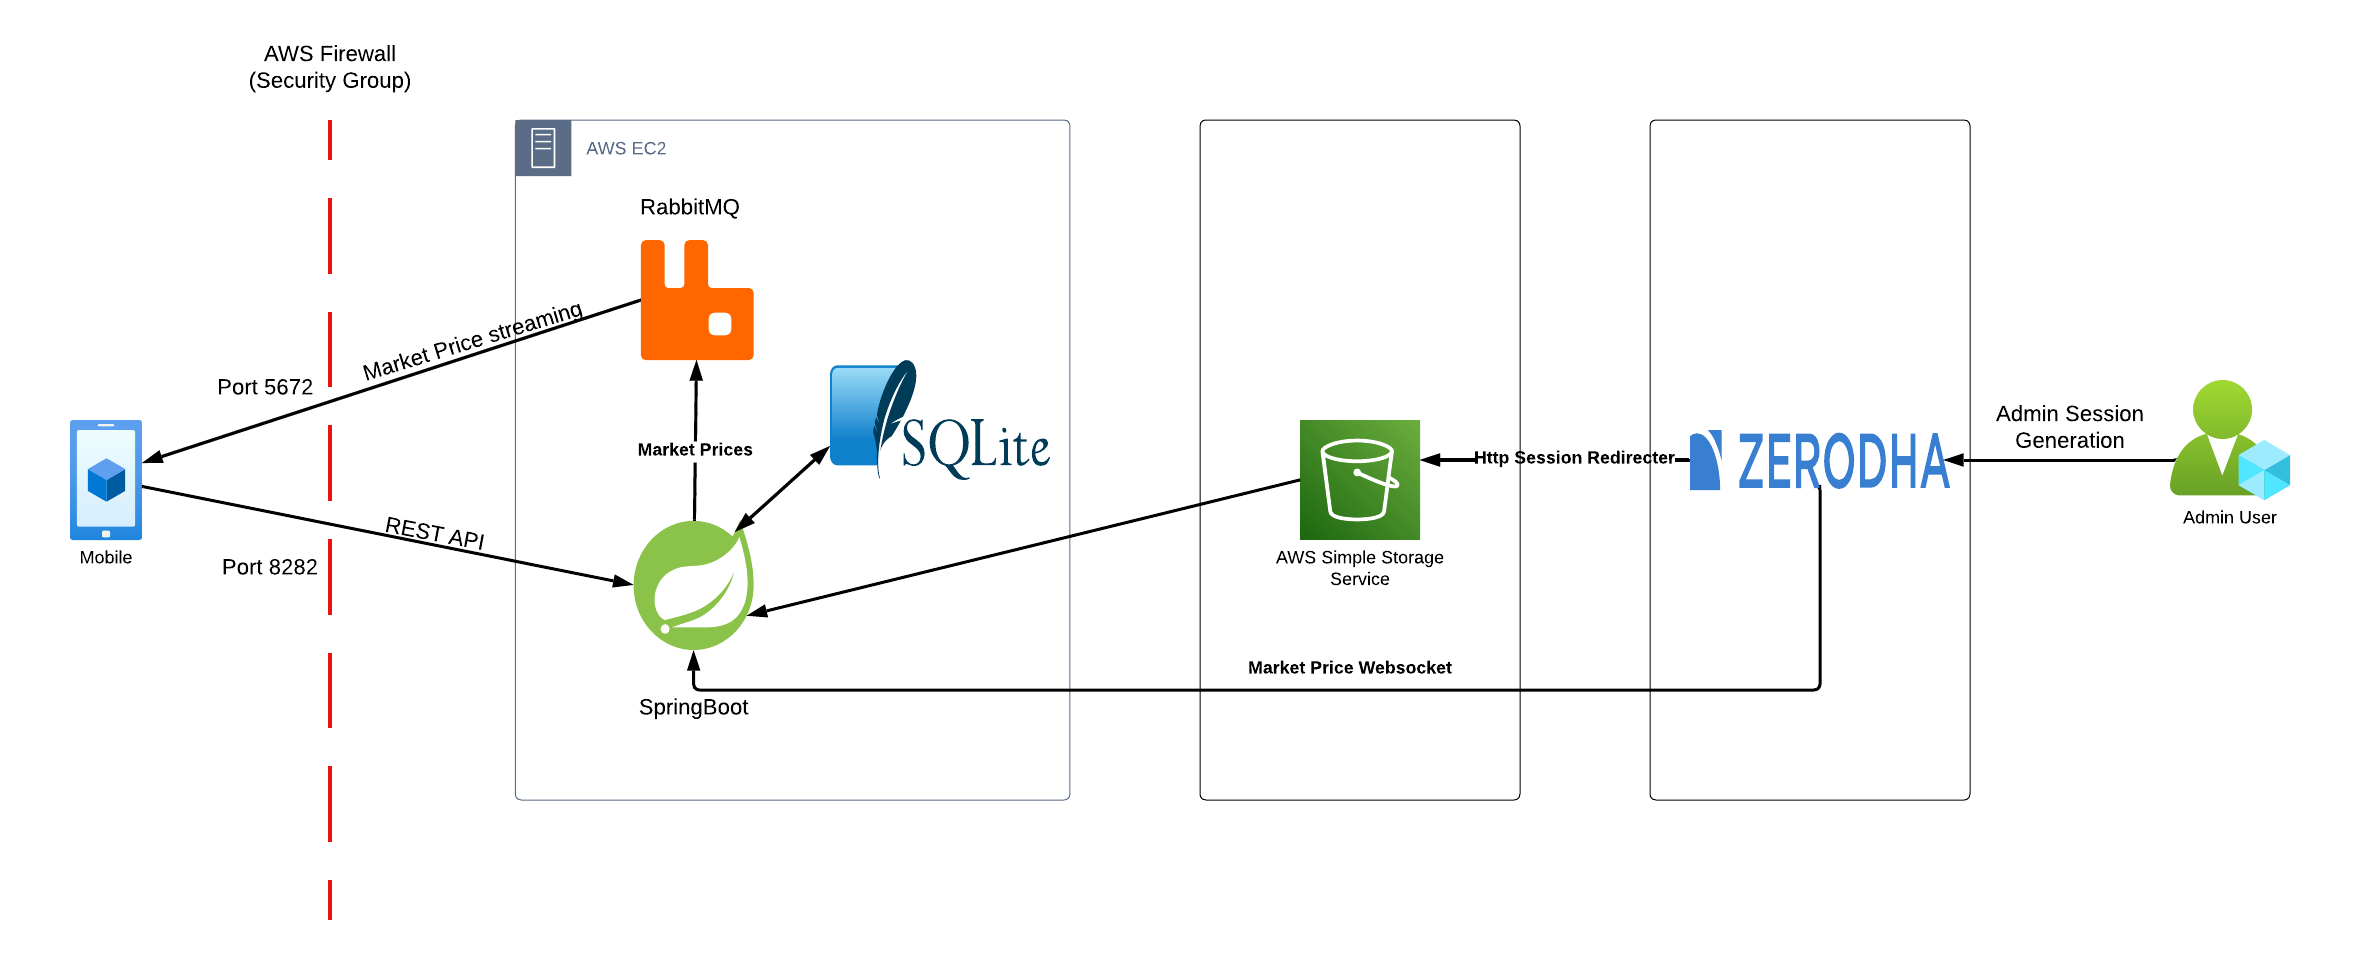 AWS Firewall
(Security Group)
AWS EC2
RabbitMQ
Market Price streaming
Port 5672
Market Prices
SQLite
Mobile
REST API
Port 8282
SpringBoot
AWS Simple Storage
Service
Http Session Redirecter
Market Price Websocket
ZERODHA
Admin Session
Generation
Admin User